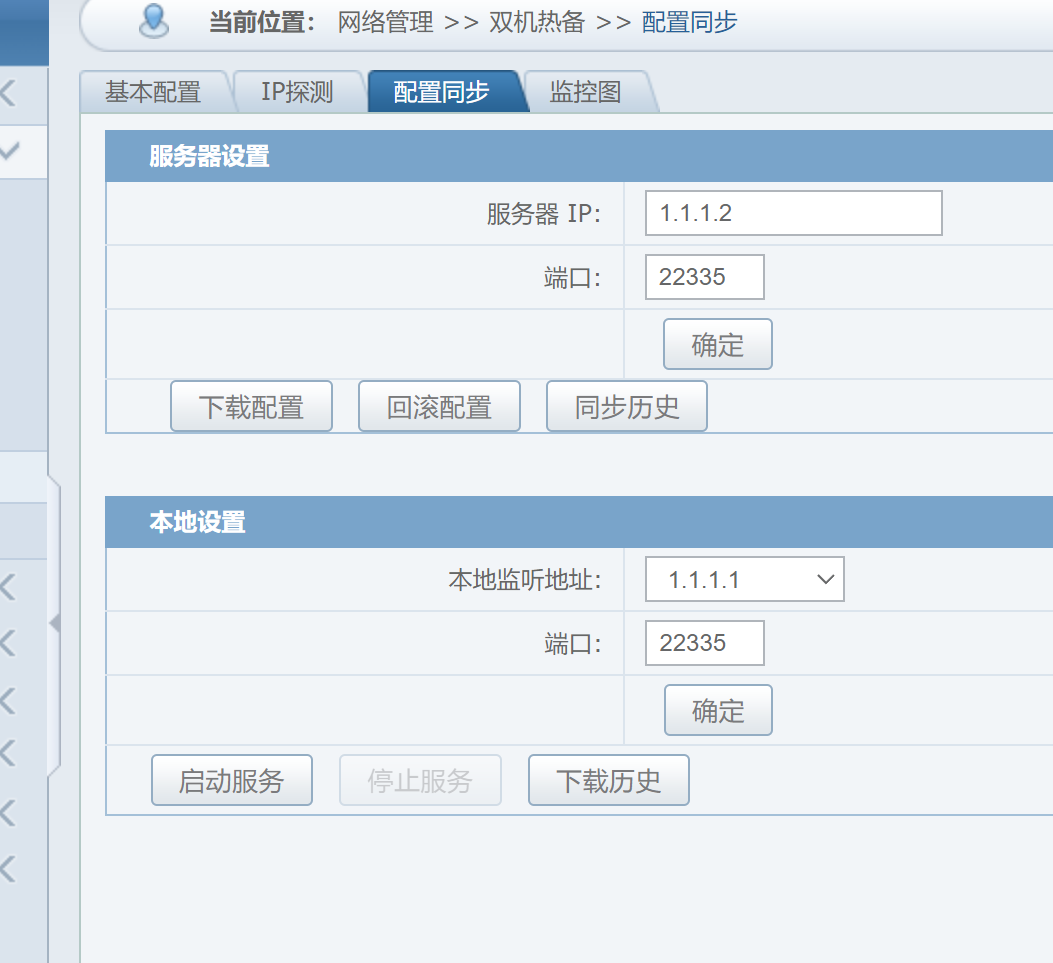 当前位置： 网络管理 >> 双机热备 >> 配置同步
基本配置 IP探测 配置同步 监控图
服务器设置
服务器 IP： 1.1.1.2
端口： 22335
确定
下载配置 回滚配置 同步历史
本地设置
本地监听地址： 1.1.1.1
端口： 22335
确定
启动服务 停止服务 下载历史